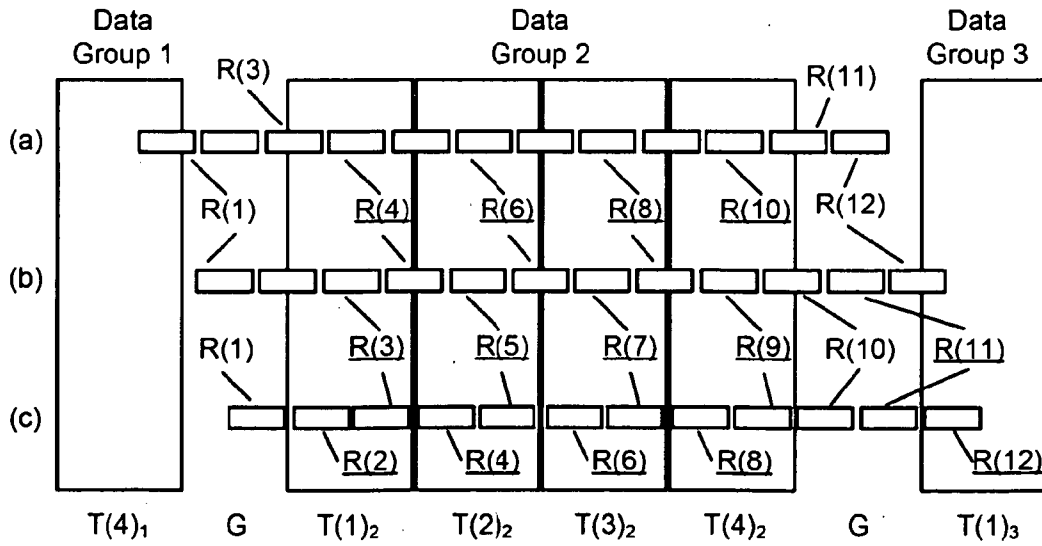 Data
Group 1
Data
Group 2
Data
Group 3
R(3)
R(11)
(a)
R(1)
R(4)
R(6)
R(8)
R(10)
R(12)
(b)
R(1)
R(3)
R(5)
R(7)
R(9)
R(10)
R(11)
(c)
R(2)
R(4)
R(6)
R(8)
R(12)
T(4)₁
G
T(1)₂
T(2)₂
T(3)₂
T(4)₂
G
T(1)₃